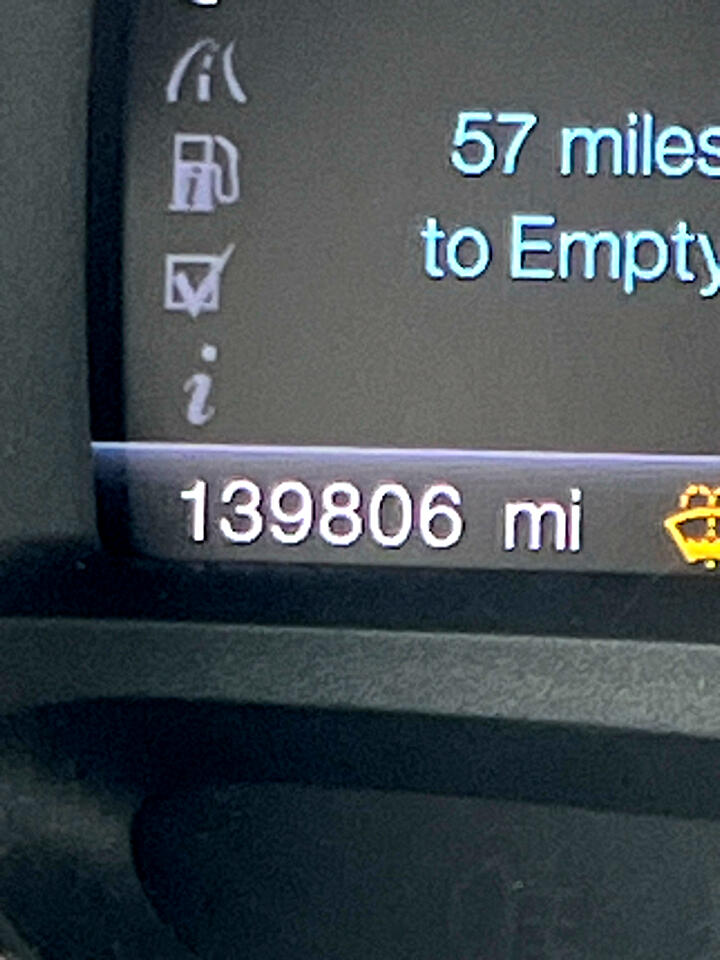 57 miles
to Empty
i
139806 mi